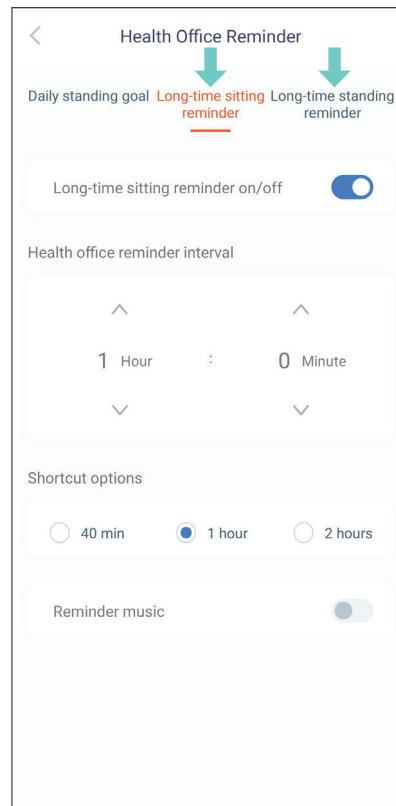 Health Office Reminder
Daily standing goal Long-time sitting reminder Long-time standing reminder
Long-time sitting reminder on/off
Health office reminder interval
1 Hour : 0 Minute
Shortcut options
40 min 1 hour 2 hours
Reminder music